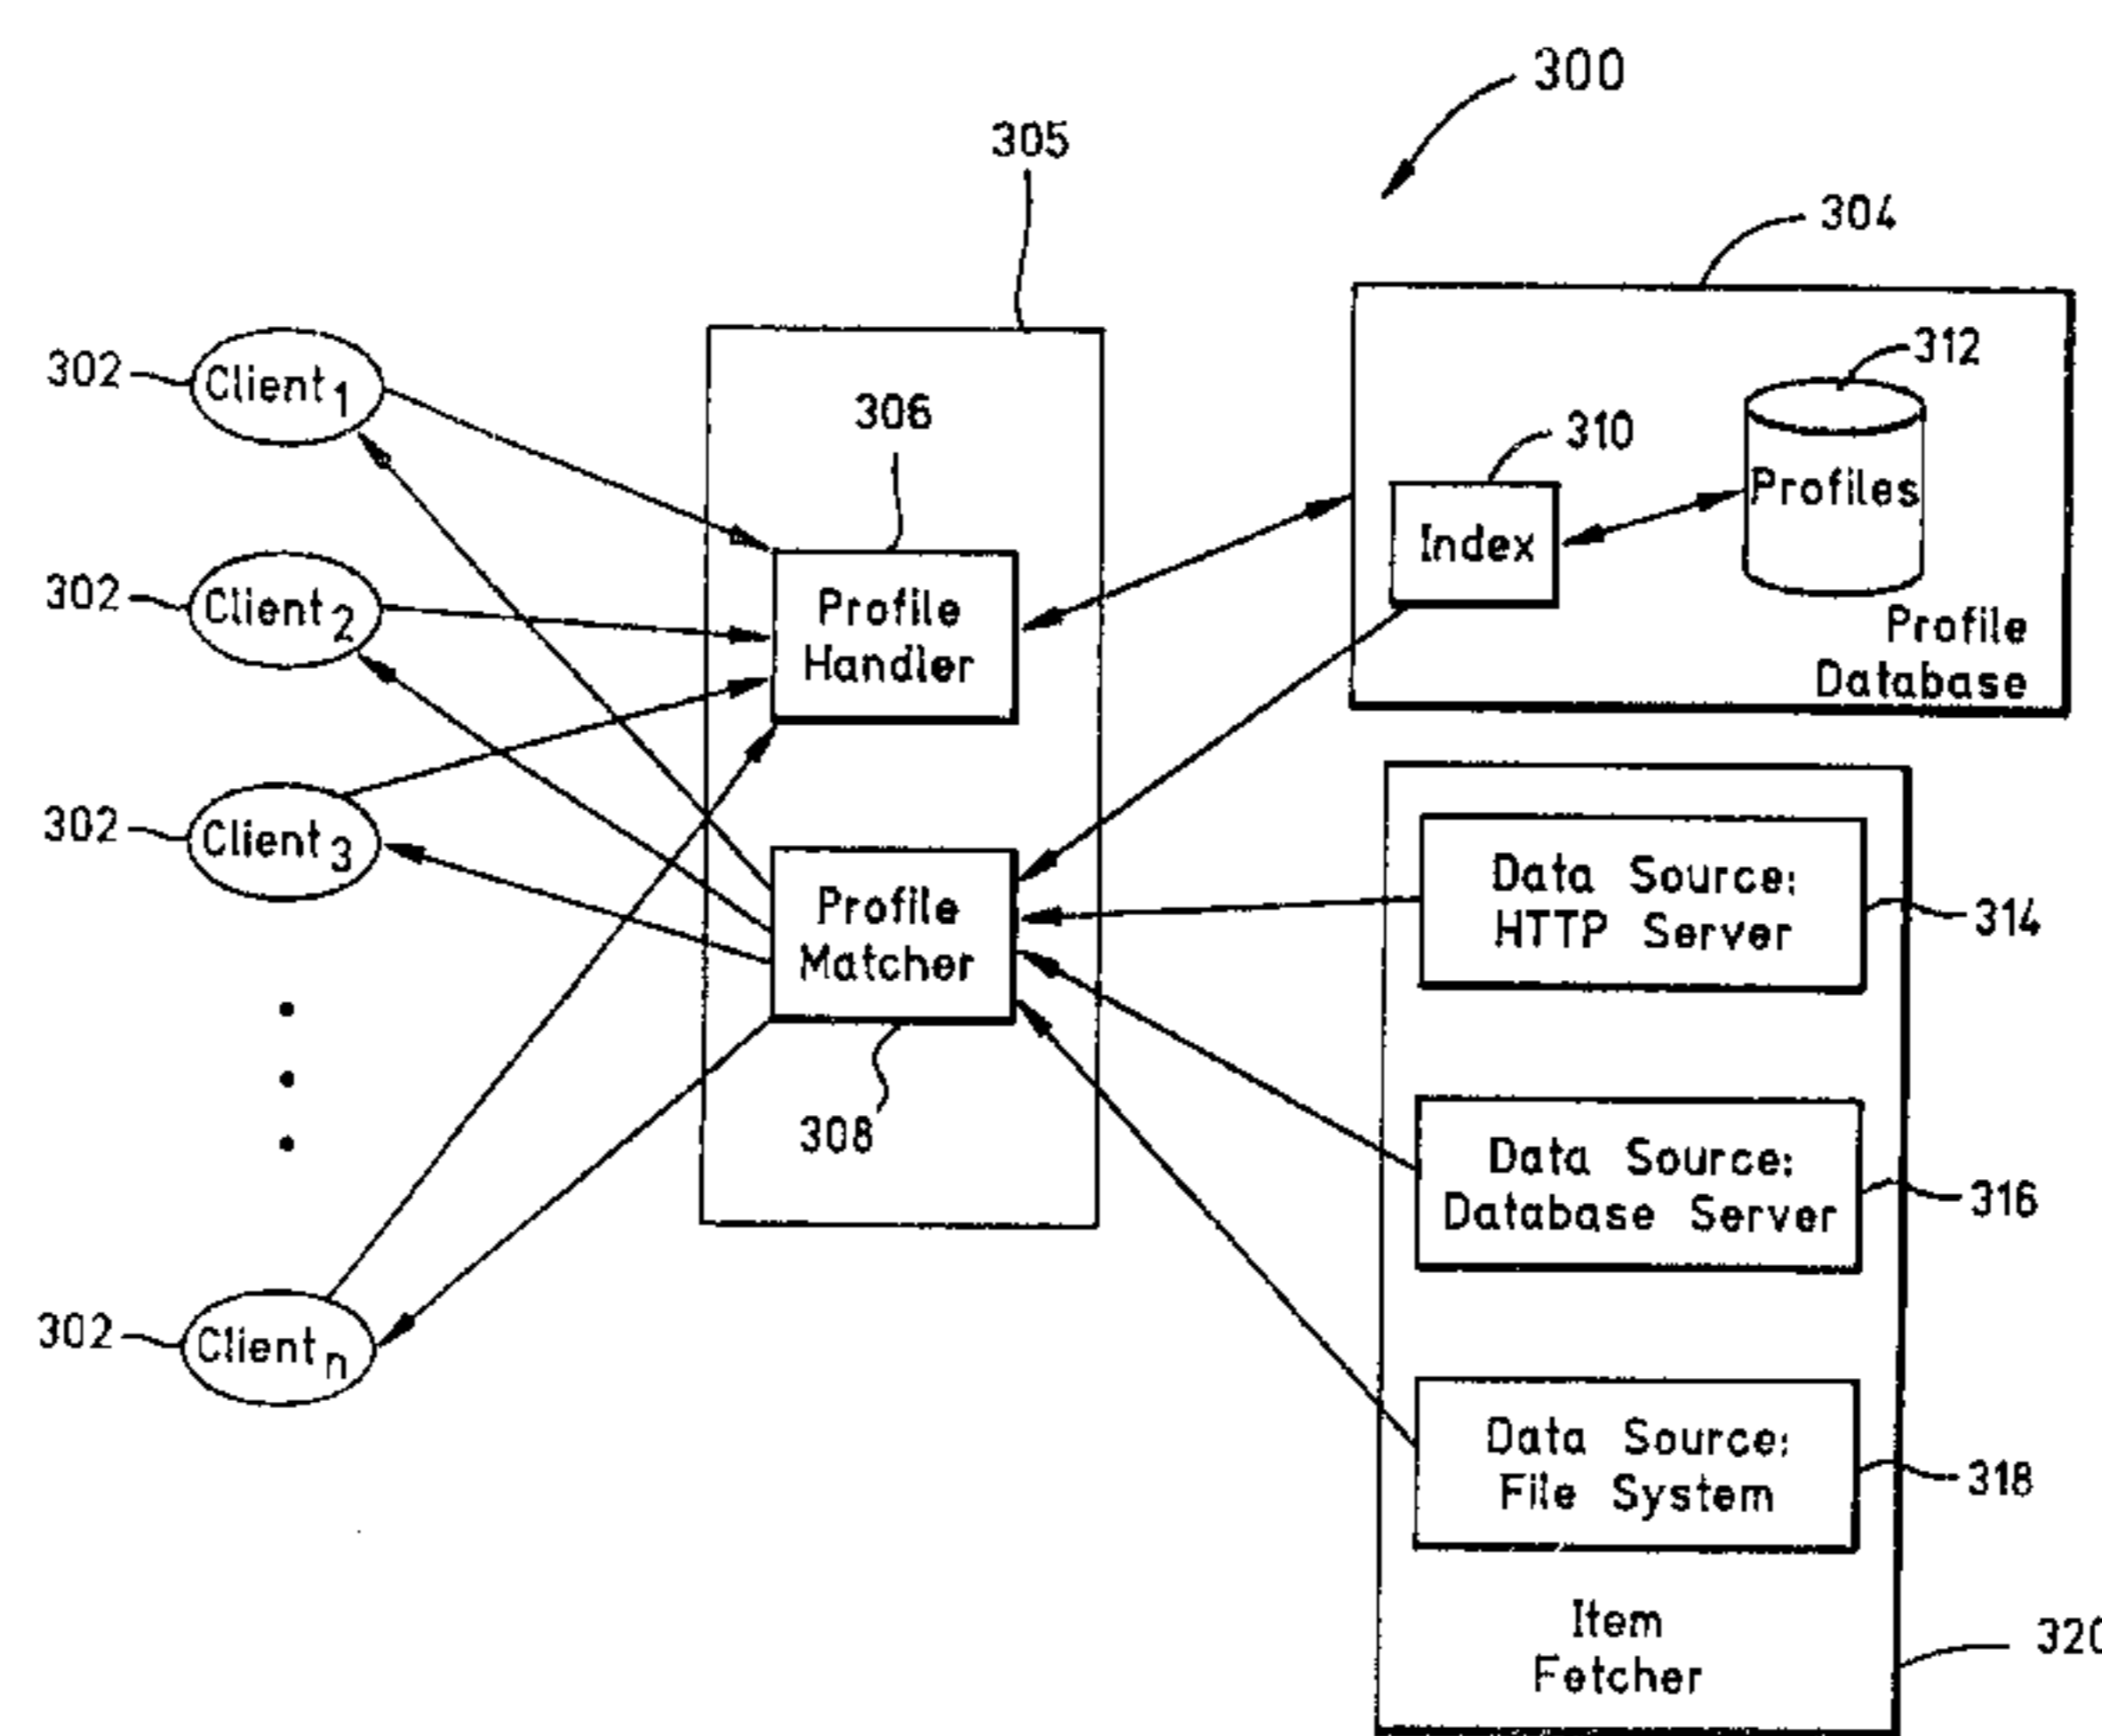 300
305
304
302
Client1
312
306
310
Profiles
Index
302
Client2
Profile
Handler
Profile
Database
302
Client3
Profile
Matcher
Data Source:
HTTP Server
314
308
Data Source:
Database Server
316
302
Clientn
Data Source:
File System
318
Item
Fetcher
320